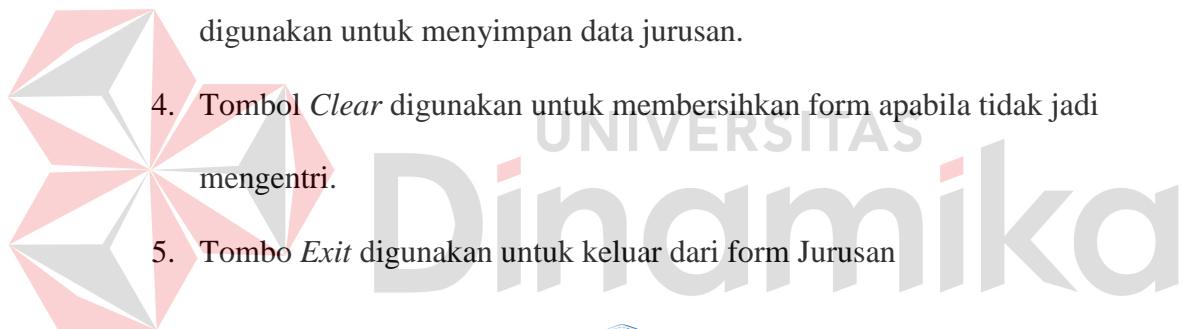 digunakan untuk menyimpan data jurusan.
4. Tombol Clear digunakan untuk membersihkan form apabila tidak jadi
UNIVERSITAS
mengentri.
Dinamika
5. Tombo Exit digunakan untuk keluar dari form Jurusan